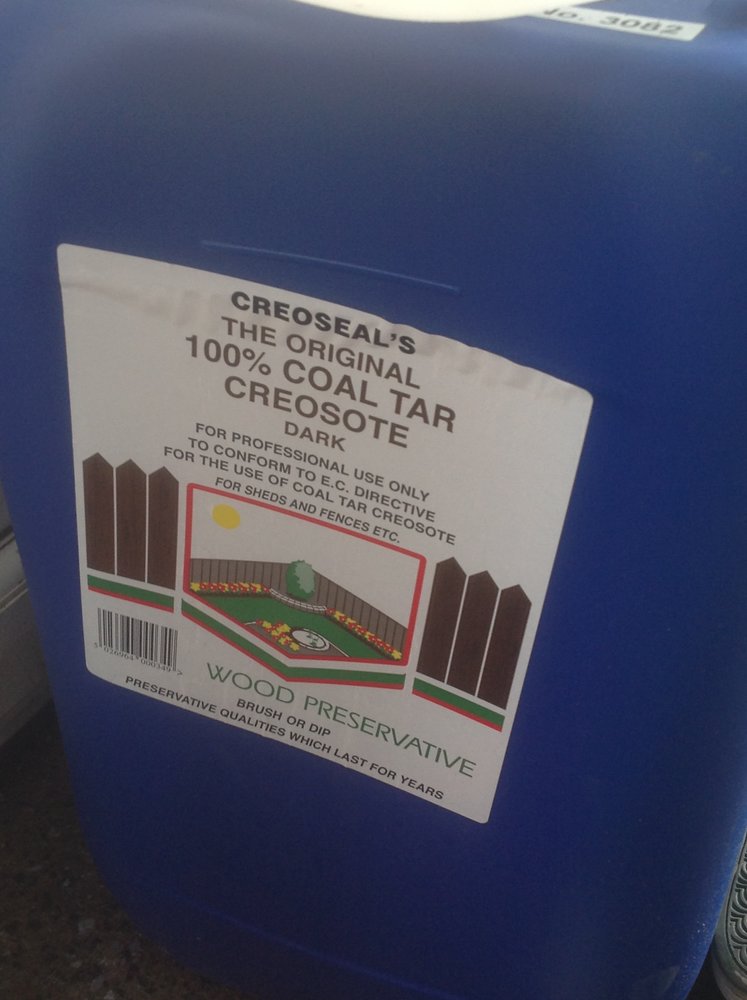 No. 3082
CREOSEAL'S
THE ORIGINAL
100% COAL TAR
CREOSOTE
DARK
FOR PROFESSIONAL USE ONLY
TO CONFORM TO E.C. DIRECTIVE
FOR THE USE OF COAL TAR CREOSOTE
FOR SHEDS AND FENCES ETC.
WOOD PRESERVATIVE
BRUSH OR DIP
PRESERVATIVE QUALITIES WHICH LAST FOR YEARS